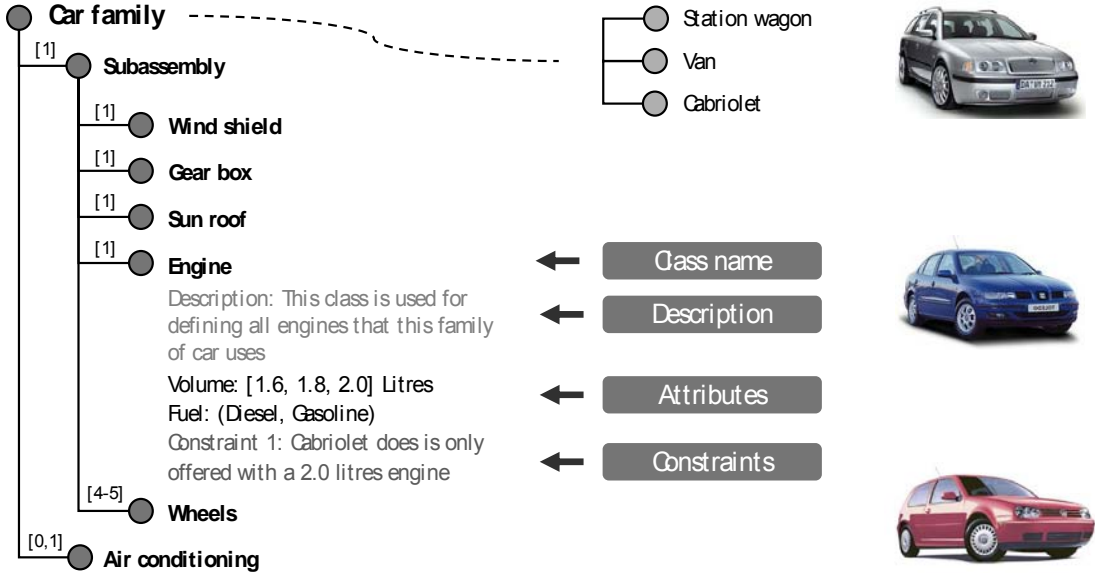 Car family
[1]
Subassembly
[1]
Wind shield
[1]
Gear box
[1]
Sun roof
[1]
Engine
Description: This class is used for
defining all engines that this family
of car uses
Volume: [1.6, 1.8, 2.0] Litres
Fuel: (Diesel, Gasoline)
Constraint 1: Cabriolet does is only
offered with a 2.0 litres engine
[4-5]
Wheels
[0,1]
Air conditioning
Station wagon
Van
Cabriolet
Class name
Description
Attributes
Constraints